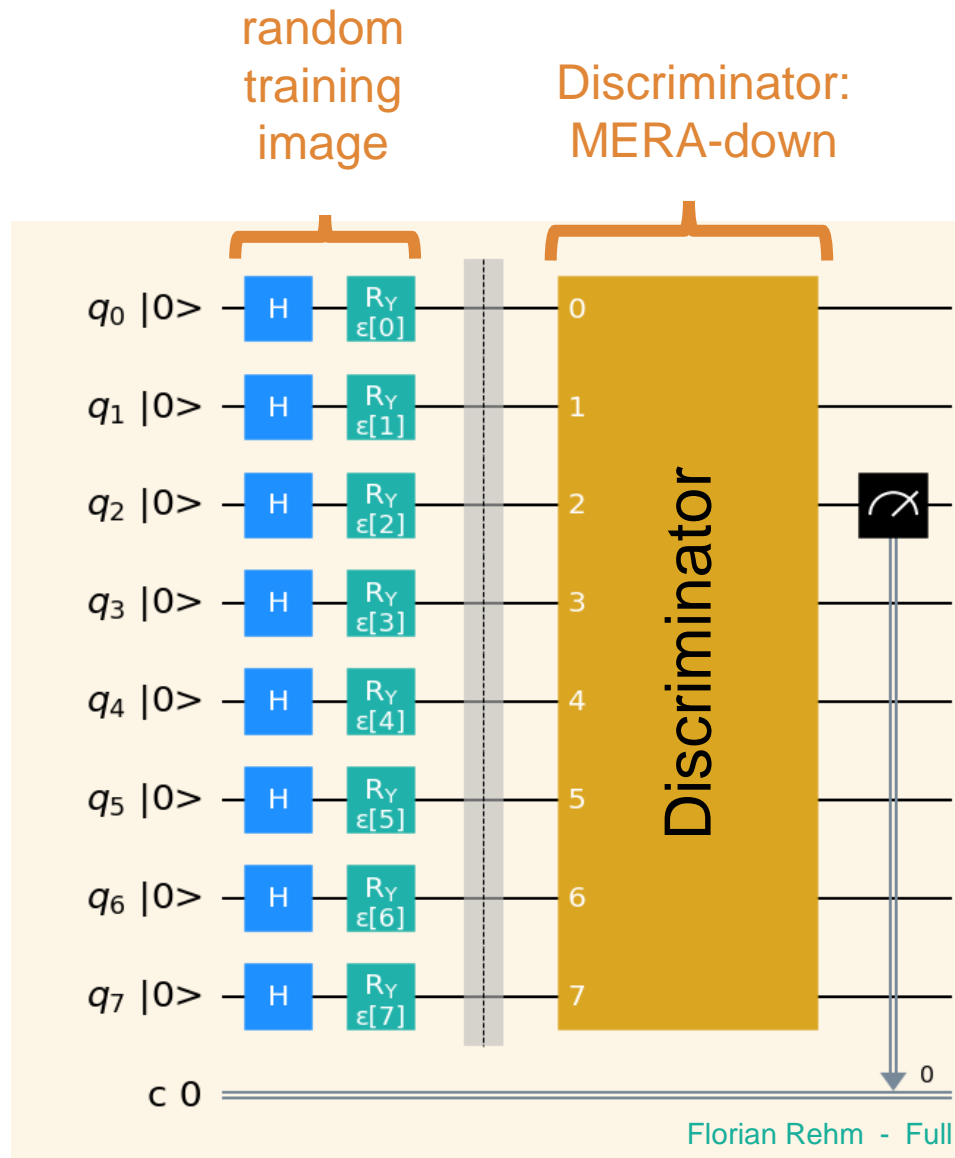 random
training
image
Discriminator:
MERA-down
q0 |0> H RY ε[0] 0
q1 |0> H RY ε[1] 1
q2 |0> H RY ε[2] 2
q3 |0> H RY ε[3] 3
q4 |0> H RY ε[4] 4
q5 |0> H RY ε[5] 5
q6 |0> H RY ε[6] 6
q7 |0> H RY ε[7] 7
Discriminator
c 0 0
Florian Rehm - Full